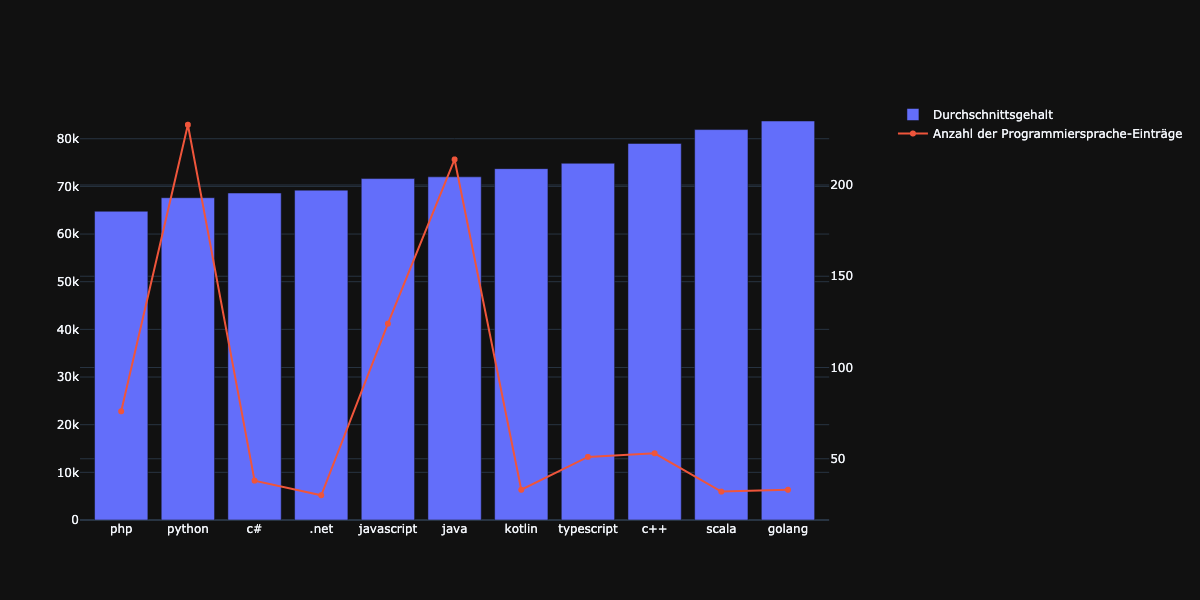 Durchschnittsgehalt
Anzahl der Programmiersprache-Einträge
80k
70k
60k
50k
40k
30k
20k
10k
0
200
150
100
50
php python c# .net javascript java kotlin typescript c++ scala golang